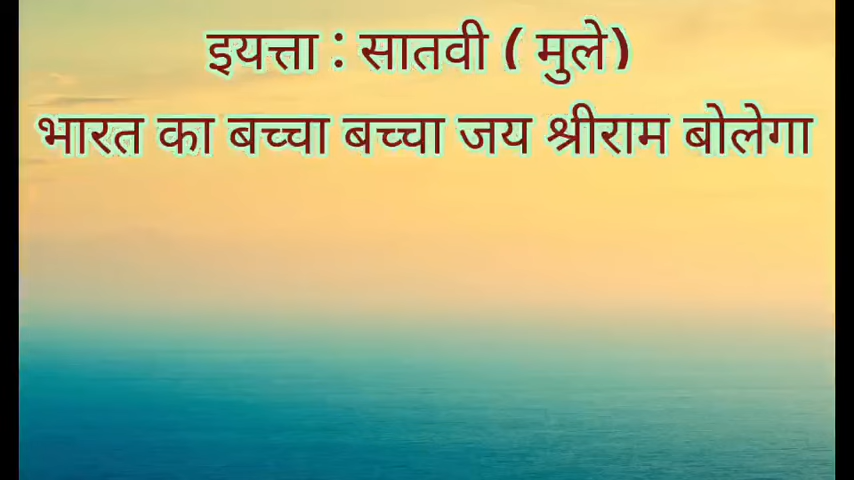 इयत्ता : सातवी ( मुले)
भारत का बच्चा बच्चा जय श्रीराम बोलेगा